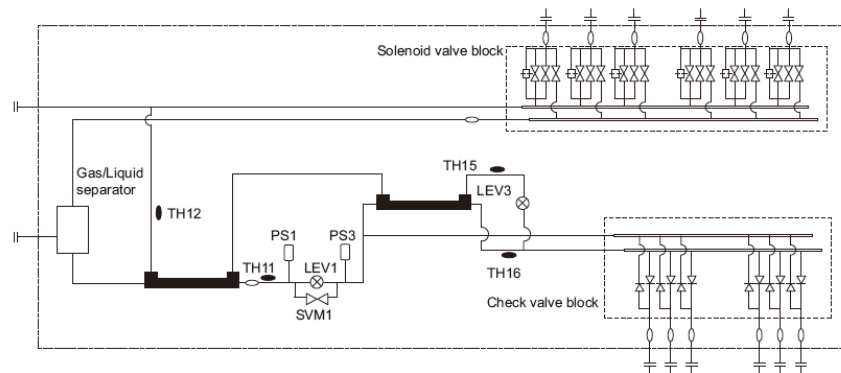 Solenoid valve block
Gas/Liquid
separator
TH15
LEV3
TH12
PS1
PS3
TH11
LEV1
TH16
SVM1
Check valve block